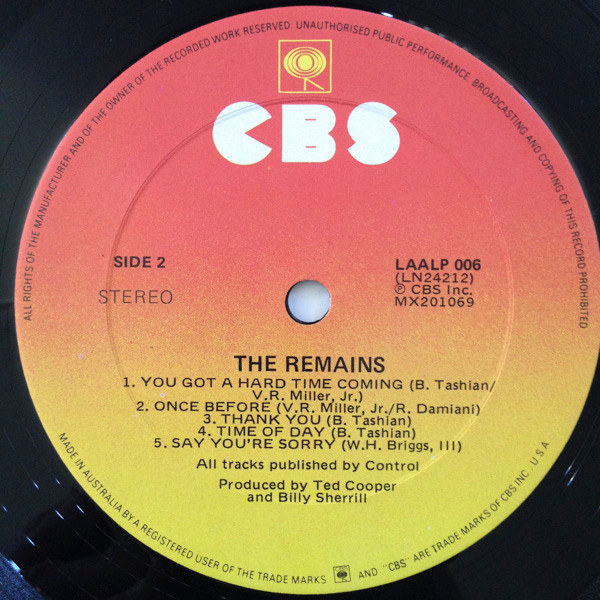 ALL RIGHTS OF THE MANUFACTURER AND OF THE OWNER OF THE RECORDED WORK RESERVED. UNAUTHORISED PUBLIC PERFORMANCE, BROADCASTING AND COPYING OF THIS RECORD PROHIBITED
CBS
SIDE 2
STEREO
LAALP 006
(LN24212)
Ⓟ CBS Inc.
MX201069
THE REMAINS
1. YOU GOT A HARD TIME COMING (B. Tashian/
V.R. Miller, Jr.)
2. ONCE BEFORE (V.R. Miller, Jr./R. Damiani)
3. THANK YOU (B. Tashian)
4. TIME OF DAY (B. Tashian)
5. SAY YOU'RE SORRY (W.H. Briggs, III)
All tracks published by Control
Produced by Ted Cooper
and Billy Sherrill
MADE IN AUSTRALIA BY A REGISTERED USER OF THE TRADE MARKS AND "CBS" ARE TRADE MARKS OF CBS INC. U S A